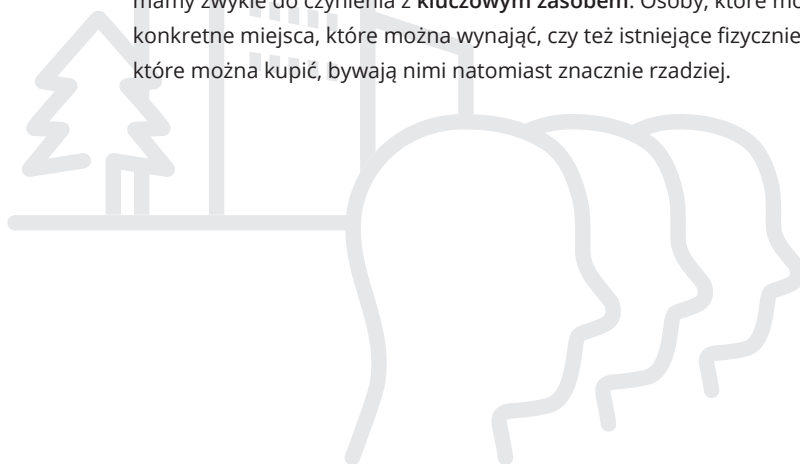 mamy zwykle do czynienia z kluczowym zasobem. Osoby, które
konkretne miejsca, które można wynająć, czy też istniejące fizycznie
które można kupić, bywają nimi natomiast znacznie rzadziej.